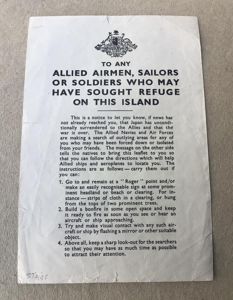 TO ANY
ALLIED AIRMEN, SAILORS
OR SOLDIERS WHO MAY
HAVE SOUGHT REFUGE
ON THIS ISLAND
This is a notice to let you know, if news has
not already reached you, that Japan has uncondi-
tionally surrendered to the Allies and that the
war is over. The Allied Navies and Air Forces
are making a search of outlying areas for any
of you who may have been forced down or isolated
from your friends. The message on the other side
tells the natives to bring this leaflet to you so
that you can follow the directions which will help
Allied ships and aeroplanes to locate you. The
instructions are as follows — carry them out if
you can:
1. Go to and remain at a "Roger" point and/or
make an easily recognisable sign at some prom-
inent headland or beach or clearing. For in-
stance — strips of cloth in a clearing, or hung
from the tops of two prominent trees.
2. Build a bonfire in some open space and keep
it ready to fire as soon as you see or hear an
aircraft or ship approaching.
3. Try and make visual contact with any such air-
craft or ship by flashing a mirror or other suitable
object.
4. Above all, keep a sharp look-out for the searchers
so that you may have as much time as possible
to attract their attention.